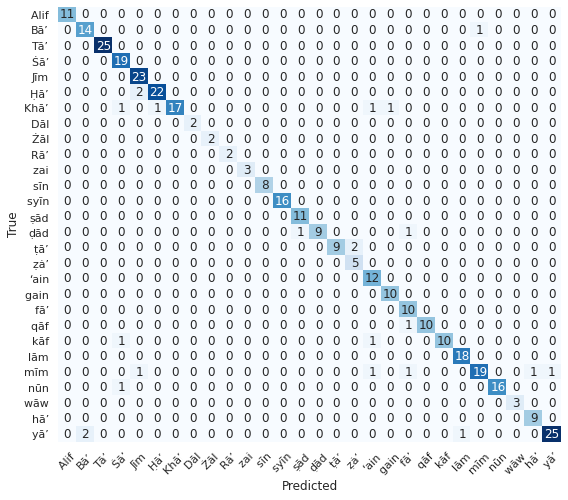 Alif 11 0 0 0 0 0 0 0 0 0 0 0 0 0 0 0 0 0 0 0 0 0 0 0 0 0 0 0
Bā’ 0 14 0 0 0 0 0 0 0 0 0 0 0 0 0 0 0 0 0 0 0 0 0 1 0 0 0 0
Tā’ 0 0 25 0 0 0 0 0 0 0 0 0 0 0 0 0 0 0 0 0 0 0 0 0 0 0 0 0
Ṡā’ 0 0 0 19 0 0 0 0 0 0 0 0 0 0 0 0 0 0 0 0 0 0 0 0 0 0 0 0
Jīm 0 0 0 0 23 0 0 0 0 0 0 0 0 0 0 0 0 0 0 0 0 0 0 0 0 0 0 0
Ḥā’ 0 0 0 0 2 22 0 0 0 0 0 0 0 0 0 0 0 0 0 0 0 0 0 0 0 0 0 0
Khā’ 0 0 0 1 0 1 17 0 0 0 0 0 0 0 0 0 0 1 1 0 0 0 0 0 0 0 0 0
Dāl 0 0 0 0 0 0 0 2 0 0 0 0 0 0 0 0 0 0 0 0 0 0 0 0 0 0 0 0
Żāl 0 0 0 0 0 0 0 0 2 0 0 0 0 0 0 0 0 0 0 0 0 0 0 0 0 0 0 0
Rā’ 0 0 0 0 0 0 0 0 0 2 0 0 0 0 0 0 0 0 0 0 0 0 0 0 0 0 0 0
zai 0 0 0 0 0 0 0 0 0 0 3 0 0 0 0 0 0 0 0 0 0 0 0 0 0 0 0 0
sīn 0 0 0 0 0 0 0 0 0 0 0 8 0 0 0 0 0 0 0 0 0 0 0 0 0 0 0 0
syīn 0 0 0 0 0 0 0 0 0 0 0 0 16 0 0 0 0 0 0 0 0 0 0 0 0 0 0 0
ṣād 0 0 0 0 0 0 0 0 0 0 0 0 0 11 0 0 0 0 0 0 0 0 0 0 0 0 0 0
ḍād 0 0 0 0 0 0 0 0 0 0 0 0 0 1 9 0 0 0 0 1 0 0 0 0 0 0 0 0
ṭā’ 0 0 0 0 0 0 0 0 0 0 0 0 0 0 0 9 2 0 0 0 0 0 0 0 0 0 0 0
ẓà’ 0 0 0 0 0 0 0 0 0 0 0 0 0 0 0 0 5 0 0 0 0 0 0 0 0 0 0 0
‘ain 0 0 0 0 0 0 0 0 0 0 0 0 0 0 0 0 0 12 0 0 0 0 0 0 0 0 0 0
gain 0 0 0 0 0 0 0 0 0 0 0 0 0 0 0 0 0 0 10 0 0 0 0 0 0 0 0 0
fā’ 0 0 0 0 0 0 0 0 0 0 0 0 0 0 0 0 0 0 0 10 0 0 0 0 0 0 0 0
qāf 0 0 0 0 0 0 0 0 0 0 0 0 0 0 0 0 0 0 0 1 10 0 0 0 0 0 0 0
kāf 0 0 0 1 0 0 0 0 0 0 0 0 0 0 0 0 0 1 0 0 0 10 0 0 0 0 0 0
lām 0 0 0 0 0 0 0 0 0 0 0 0 0 0 0 0 0 0 0 0 0 0 18 0 0 0 0 0
mīm 0 0 0 0 1 0 0 0 0 0 0 0 0 0 0 0 0 1 0 1 0 0 0 19 0 0 1 1
nūn 0 0 0 1 0 0 0 0 0 0 0 0 0 0 0 0 0 0 0 0 0 0 0 0 16 0 0 0
wāw 0 0 0 0 0 0 0 0 0 0 0 0 0 0 0 0 0 0 0 0 0 0 0 0 0 3 0 0
hā’ 0 0 0 0 0 0 0 0 0 0 0 0 0 0 0 0 0 0 0 0 0 0 0 0 0 0 9 0
yā’ 0 2 0 0 0 0 0 0 0 0 0 0 0 0 0 0 0 0 0 0 0 0 1 0 0 0 0 25
True
Alif Bā’ Tā’ Ṡā’ Jīm Ḥā’ Khā’ Dāl Żāl Rā’ zai sīn syīn ṣād ḍād ṭā’ ẓà’ ‘ain gain fā’ qāf kāf lām mīm nūn wāw hā’ yā’
Predicted